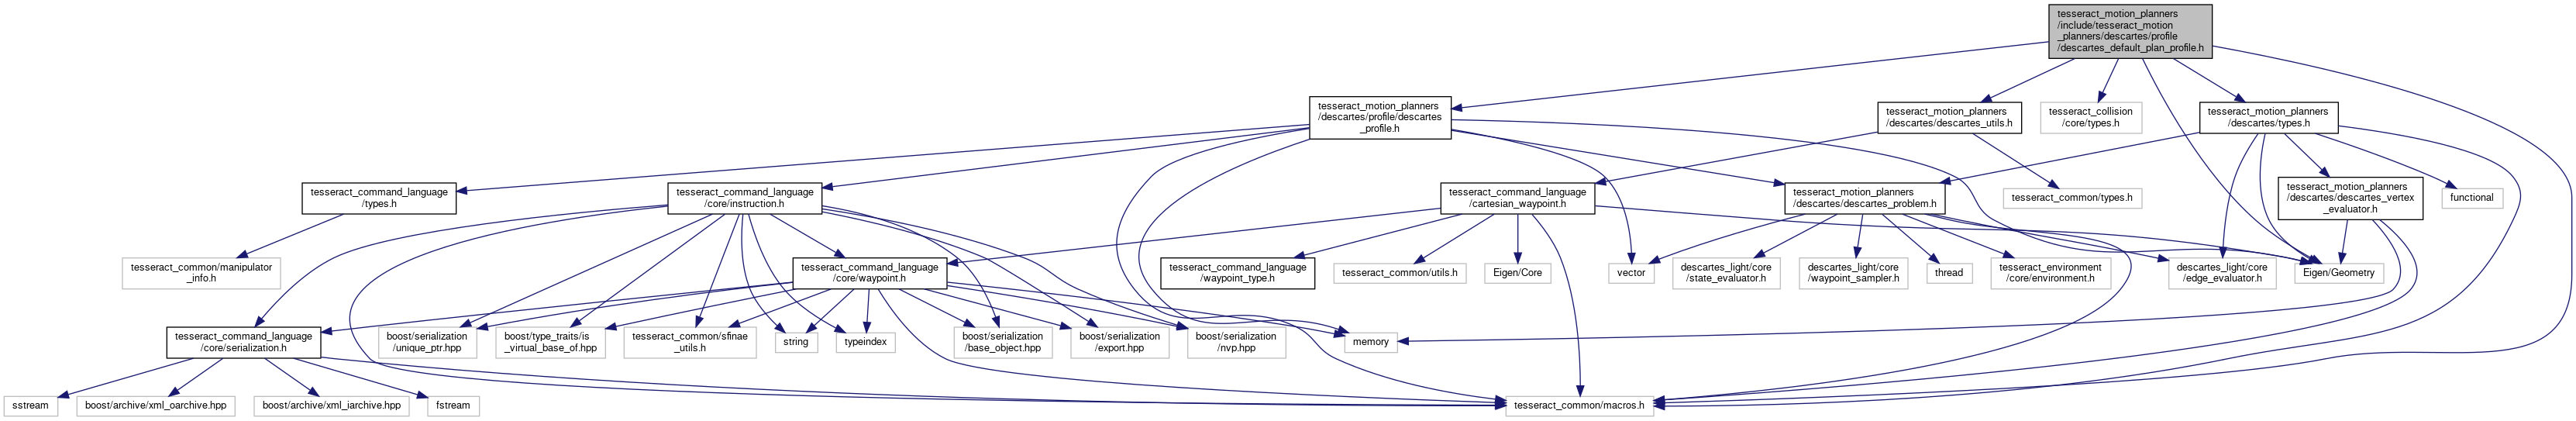 tesseract_motion_planners
/include/tesseract_motion
_planners/descartes/profile
/descartes_default_plan_profile.h
tesseract_motion_planners
/descartes/profile/descartes
_profile.h
tesseract_motion_planners
/descartes/descartes_utils.h
tesseract_collision
/core/types.h
tesseract_motion_planners
/descartes/types.h
tesseract_command_language
/types.h
tesseract_command_language
/core/instruction.h
tesseract_command_language
/cartesian_waypoint.h
tesseract_motion_planners
/descartes/descartes_problem.h
tesseract_common/types.h
tesseract_motion_planners
/descartes/descartes_vertex
_evaluator.h
functional
tesseract_common/manipulator
_info.h
tesseract_command_language
/core/waypoint.h
tesseract_command_language
/waypoint_type.h
tesseract_common/utils.h
Eigen/Core
vector
descartes_light/core
/state_evaluator.h
descartes_light/core
/waypoint_sampler.h
thread
tesseract_environment
/core/environment.h
descartes_light/core
/edge_evaluator.h
Eigen/Geometry
tesseract_command_language
/core/serialization.h
boost/serialization
/unique_ptr.hpp
boost/type_traits/is
_virtual_base_of.hpp
tesseract_common/sfinae
_utils.h
string
typeindex
boost/serialization
/base_object.hpp
boost/serialization
/export.hpp
boost/serialization
/nvp.hpp
memory
sstream
boost/archive/xml_oarchive.hpp
boost/archive/xml_iarchive.hpp
fstream
tesseract_common/macros.h